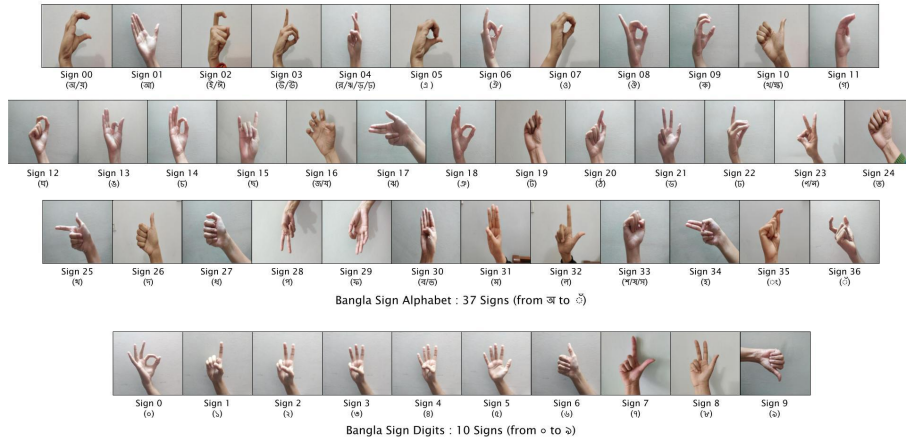 Sign 00 Sign 01 Sign 02 Sign 03 Sign 04 Sign 05 Sign 06 Sign 07 Sign 08 Sign 09 Sign 10 Sign 11
(অ/য়) (আ) (ই/ঈ) (উ/ঊ) (র/ঋ/ড়/ঢ়) (এ) (ঐ) (ও) (ঔ) (ক) (খ/ক্ষ) (গ)
Sign 12 Sign 13 Sign 14 Sign 15 Sign 16 Sign 17 Sign 18 Sign 19 Sign 20 Sign 21 Sign 22 Sign 23 Sign 24
(ঘ) (ঙ) (চ) (ছ) (জ/য) (ঝ) (ঞ) (ট) (ঠ) (ড) (ঢ) (ণ/ন) (ত)
Sign 25 Sign 26 Sign 27 Sign 28 Sign 29 Sign 30 Sign 31 Sign 32 Sign 33 Sign 34 Sign 35 Sign 36
(থ) (দ) (ধ) (প) (ফ) (ব/ভ) (ম) (ল) (শ/ষ/স) (হ) (ং) (ঁ)
Bangla Sign Alphabet : 37 Signs (from অ to ঁ)
Sign 0 Sign 1 Sign 2 Sign 3 Sign 4 Sign 5 Sign 6 Sign 7 Sign 8 Sign 9
(০) (১) (২) (৩) (৪) (৫) (৬) (৭) (৮) (৯)
Bangla Sign Digits : 10 Signs (from ০ to ৯)